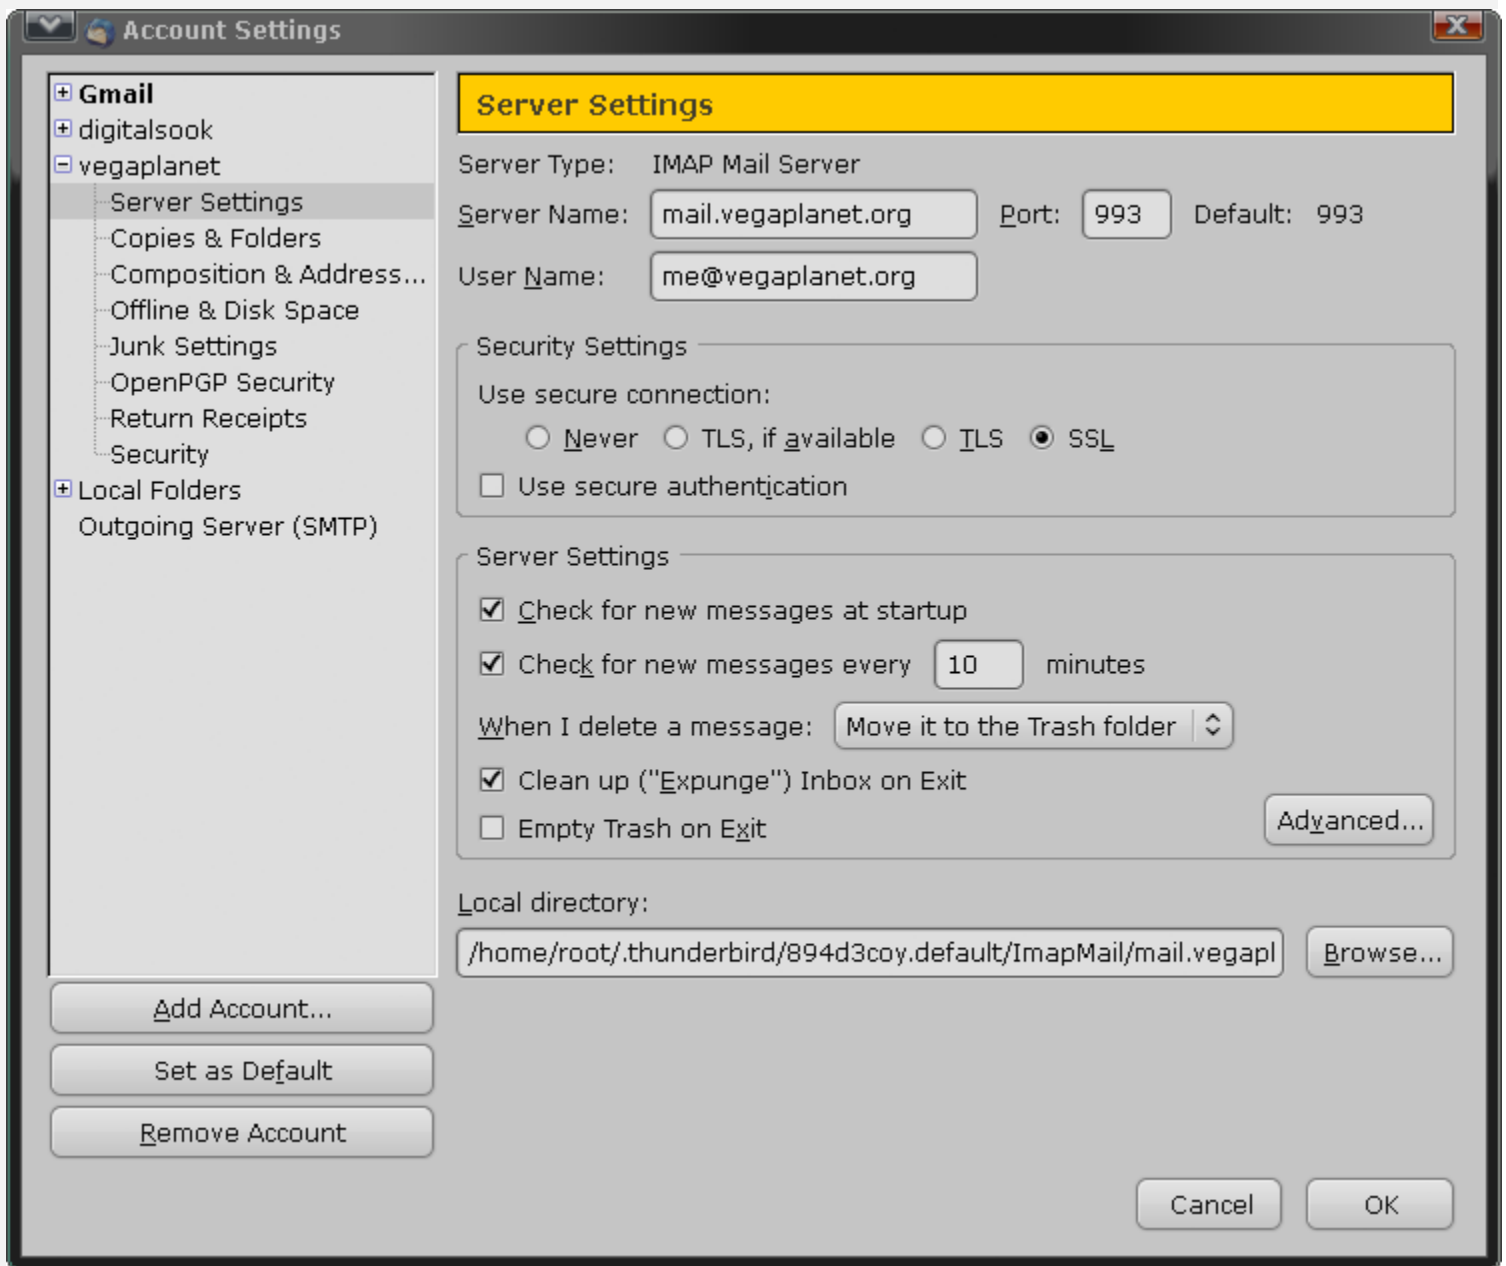 Account Settings
Gmail
digitalsook
vegaplanet
Server Settings
Copies & Folders
Composition & Address...
Offline & Disk Space
Junk Settings
OpenPGP Security
Return Receipts
Security
Local Folders
Outgoing Server (SMTP)
Add Account...
Set as Default
Remove Account
Server Settings
Server Type: IMAP Mail Server
Server Name: mail.vegaplanet.org Port: 993 Default: 993
User Name: me@vegaplanet.org
Security Settings
Use secure connection:
Never TLS, if available TLS SSL
Use secure authentication
Server Settings
Check for new messages at startup
Check for new messages every 10 minutes
When I delete a message: Move it to the Trash folder
Clean up ("Expunge") Inbox on Exit
Empty Trash on Exit
Advanced...
Local directory:
/home/root/.thunderbird/894d3coy.default/ImapMail/mail.vegapl Browse...
Cancel OK